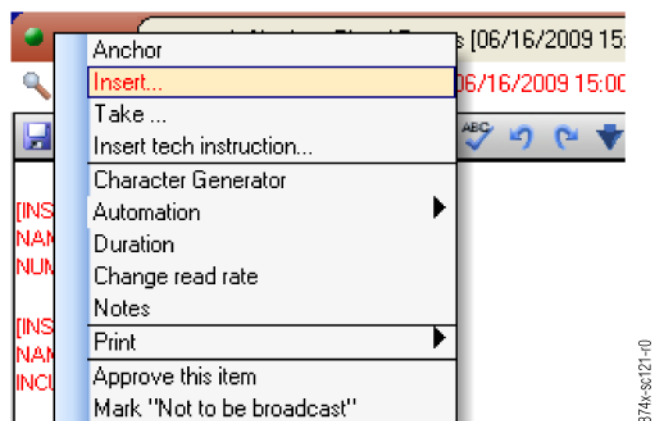 s [06/16/2009 15:
Anchor
Insert...
06/16/2009 15:00
Take ...
Insert tech instruction...
ABC
Character Generator
[INS
Automation
NAM
Duration
NUM
Change read rate
Notes
[INS
Print
NAM
Approve this item
INCL
Mark "Not to be broadcast"
874x-sc121-r0